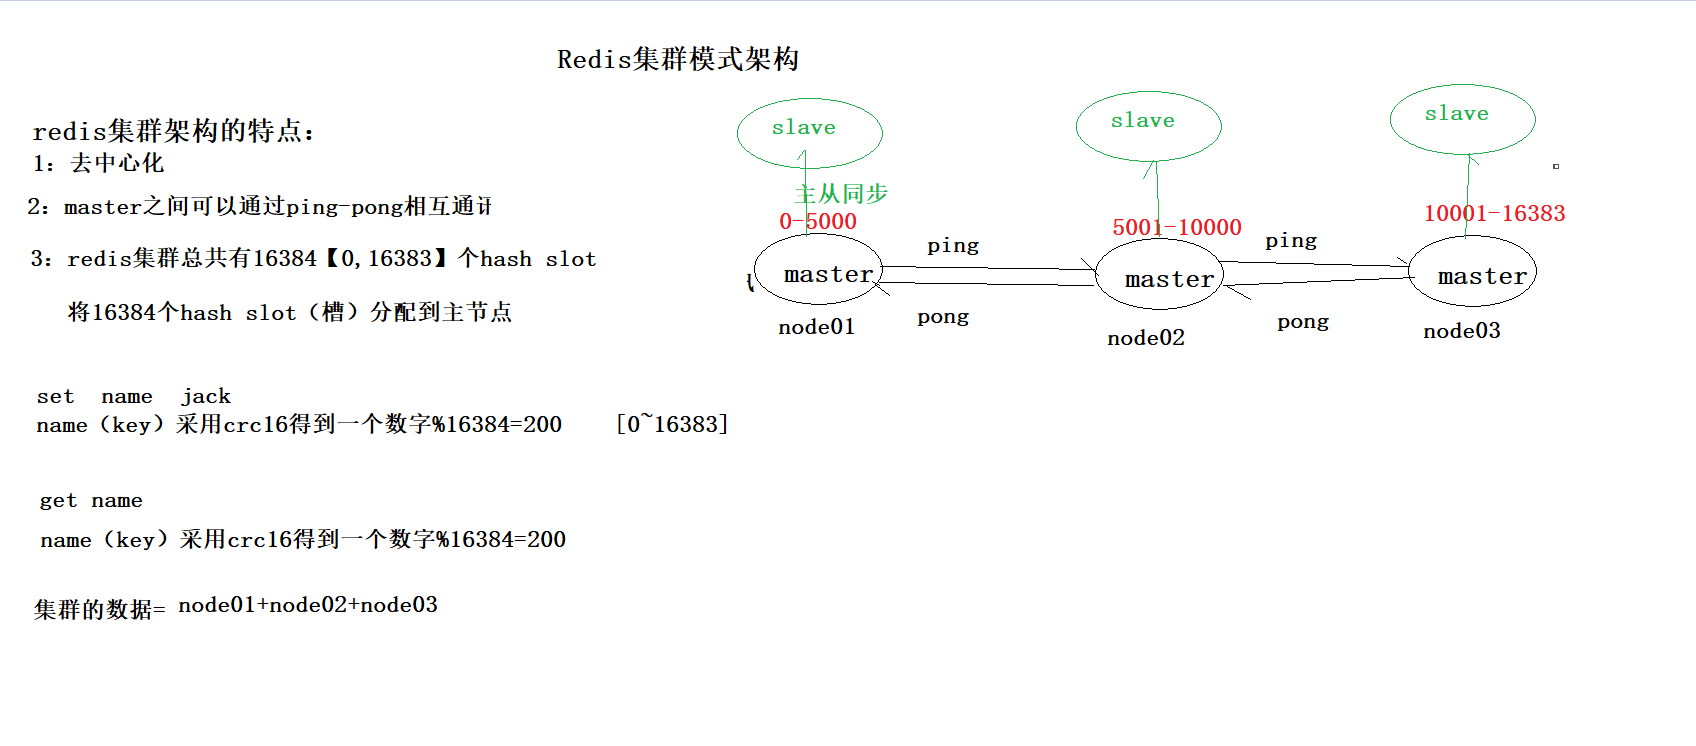 Redis集群模式架构
redis集群架构的特点：
1：去中心化
2：master之间可以通过ping-pong相互通
3：redis集群总共有16384【0,16383】个hash slot
将16384个hash slot（槽）分配到主节点
set name jack
name（key）采用crc16得到一个数字%16384=200 [0~16383]
get name
name（key）采用crc16得到一个数字%16384=200
集群的数据= node01+node02+node03
slave
slave
slave
主从同步
0-5000
5001-10000
10001-16383
ping
ping
master
master
master
pong
pong
node01
node02
node03